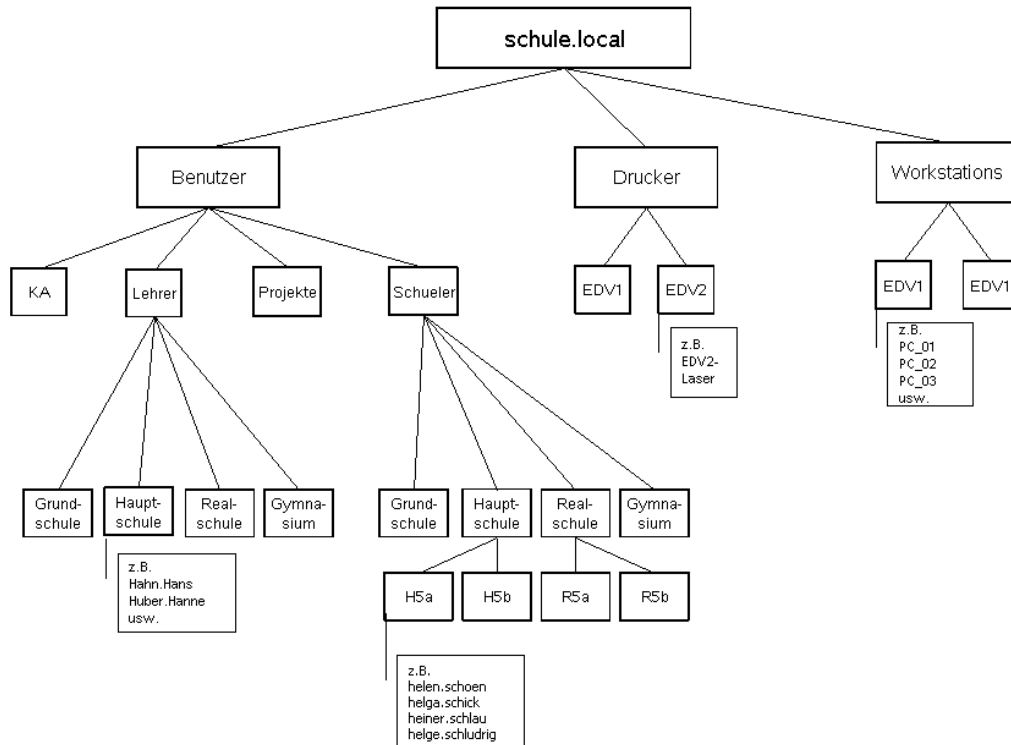 schule.local
Benutzer
Drucker
Workstations
KA
Lehrer
Projekte
Schueler
EDV1
EDV2
EDV1
EDV1
z.B.
EDV2-
Laser
z.B.
PC_01
PC_02
PC_03
usw.
Grund-
schule
Haupt-
schule
Real-
schule
Gymna-
sium
Grund-
schule
Haupt-
schule
Real-
schule
Gymna-
sium
z.B.
Hahn.Hans
Huber.Hanne
usw.
H5a
H5b
R5a
R5b
z.B.
helen.schoen
helga.schick
heiner.schlau
helge.schludrig